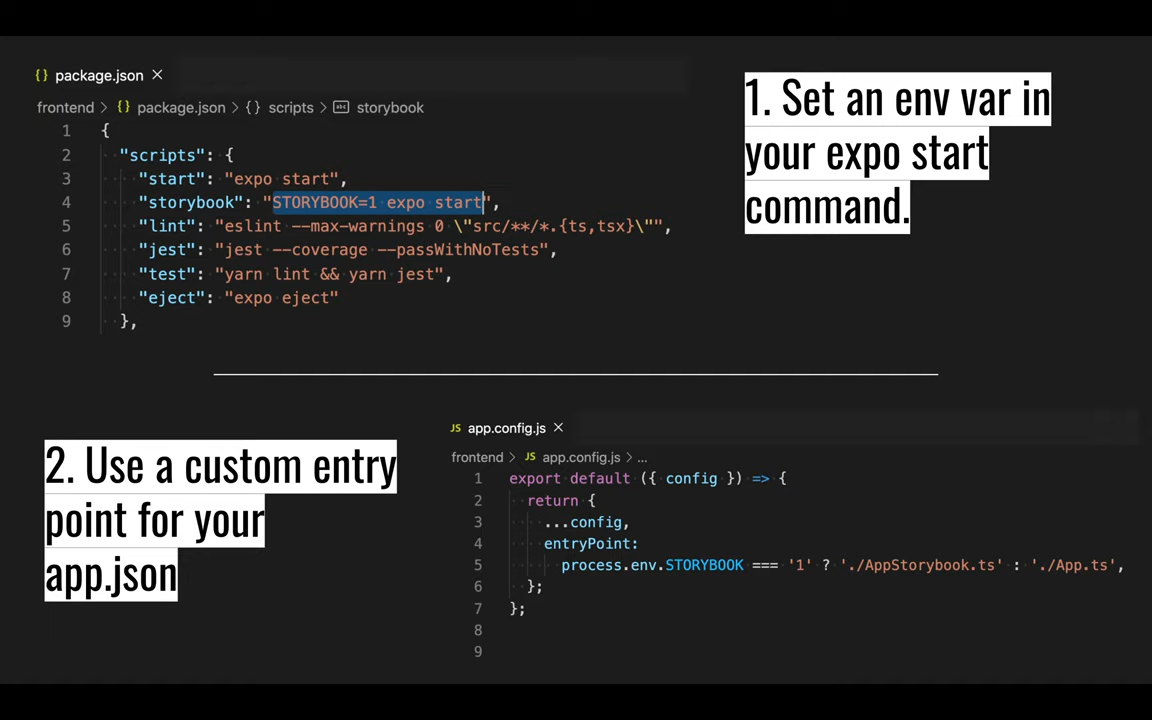 {} package.json ×
frontend > {} package.json > {} scripts > abc storybook
1 {
2 "scripts": {
3 "start": "expo start",
4 "storybook": "STORYBOOK=1 expo start",
5 "lint": "eslint --max-warnings 0 \"src/**/*.{ts,tsx}\"",
6 "jest": "jest --coverage --passWithNoTests",
7 "test": "yarn lint && yarn jest",
8 "eject": "expo eject"
9 },
1. Set an env var in
your expo start
command.
2. Use a custom entry
point for your
app.json
JS app.config.js ×
frontend > JS app.config.js > ...
1 export default ({ config }) => {
2 return {
3 ...config,
4 entryPoint:
5 process.env.STORYBOOK === '1' ? './AppStorybook.ts' : './App.ts',
6 };
7 };
8
9